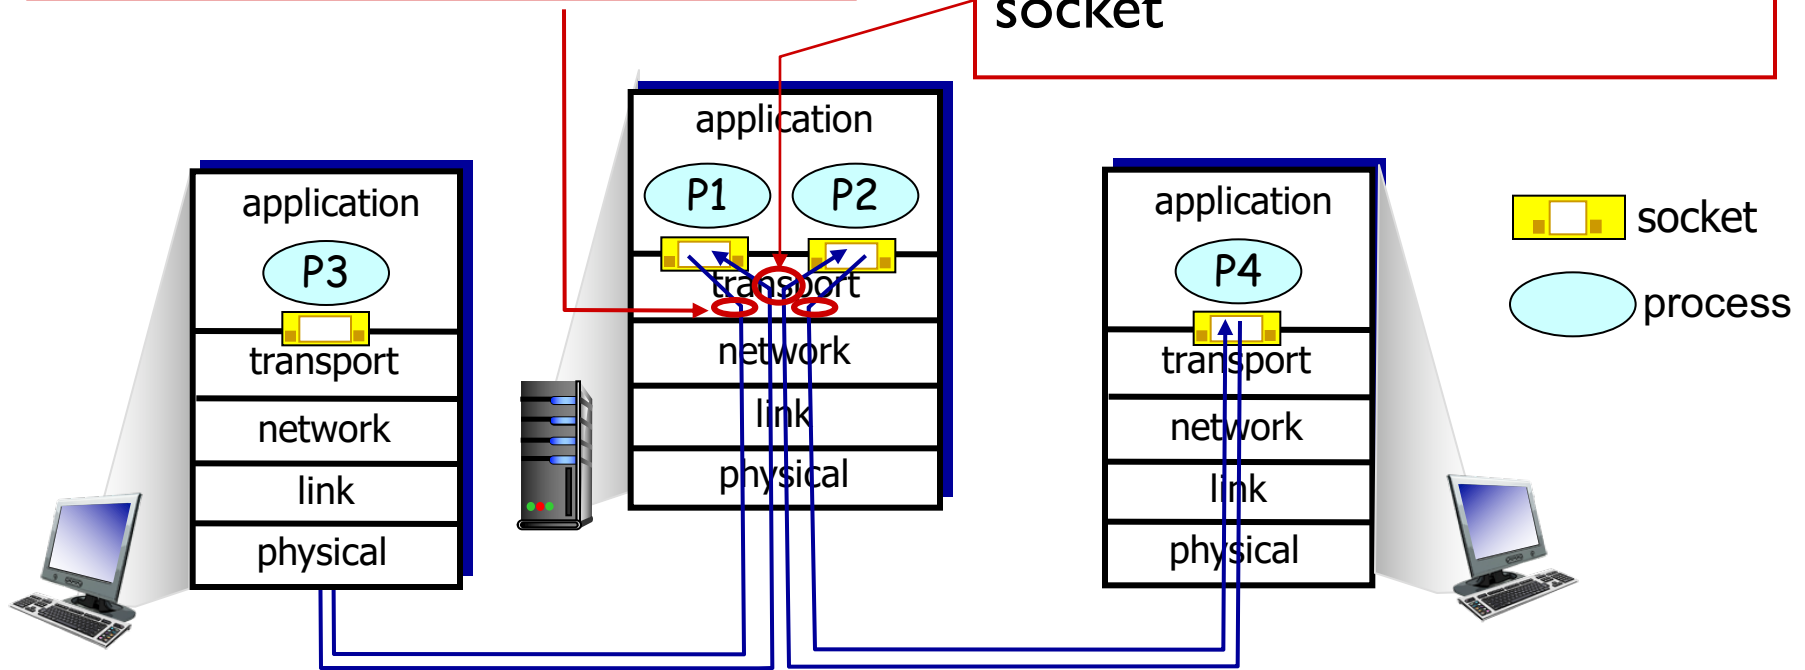 socket
application
P1
P2
transport
network
link
physical
application
P3
transport
network
link
physical
application
P4
transport
network
link
physical
socket
process